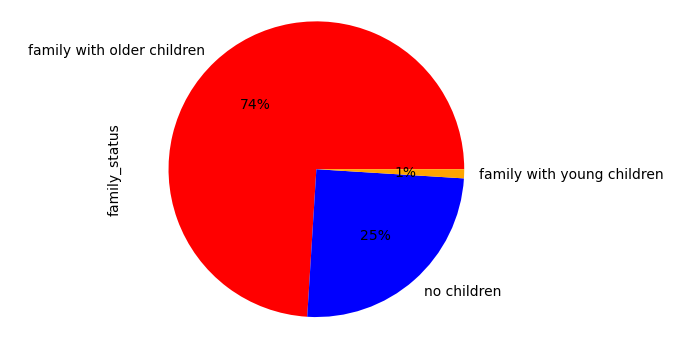 family with older children
74%
family_status
1%
family with young children
25%
no children